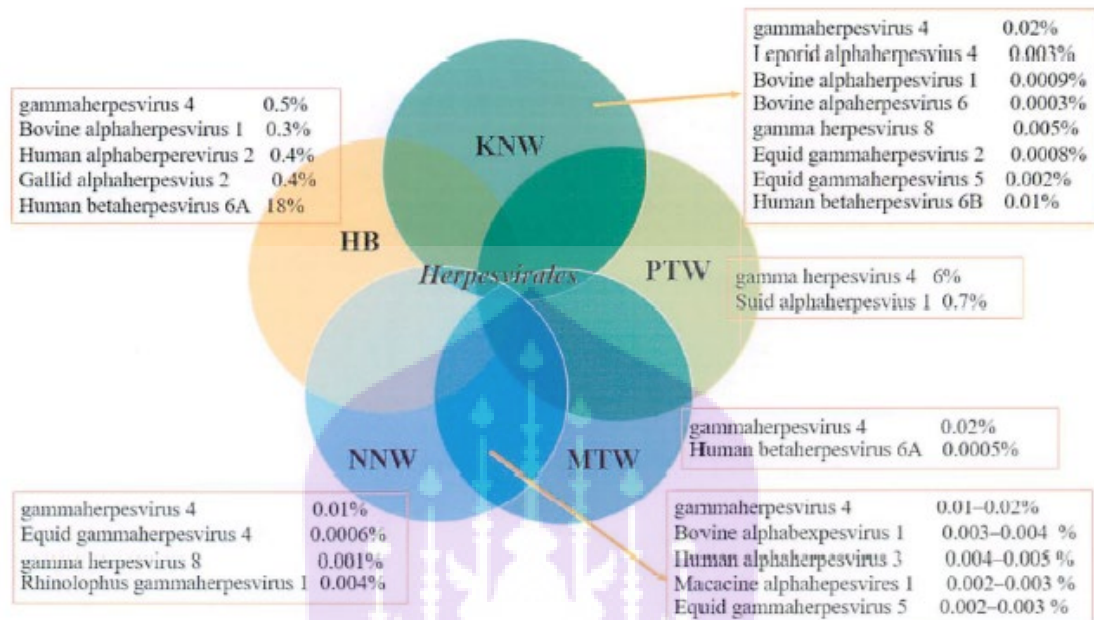 gammaherpesvirus 4 0.02%
Leporid alphaherpesvius 4 0.003%
Bovine alphaherpesvirus 1 0.0009%
Bovine alpaherpesvirus 6 0.0003%
gamma herpesvirus 8 0.005%
Equid gammaherpesvirus 2 0.0008%
Equid gammaherpesvirus 5 0.002%
Human betaherpesvirus 6B 0.01%
gammaherpesvirus 4 0.5%
Bovine alphaherpesvirus 1 0.3%
Human alphaberperevirus 2 0.4%
Gallid alphaherpesvius 2 0.4%
Human betaherpesvirus 6A 18%
KNW
HB
PTW
Herpesvirales
gamma herpesvirus 4 6%
Suid alphaherpesvius 1 0.7%
NNW
MTW
gammaherpesvirus 4 0.02%
Human betaherpesvirus 6A 0.0005%
gammaherpesvirus 4 0.01%
Equid gammaherpesvirus 4 0.0006%
gamma herpesvirus 8 0.001%
Rhinolophus gammaherpesvirus 1 0.004%
gammaherpesvirus 4 0.01–0.02%
Bovine alphabexpesvirus 1 0.003–0.004 %
Human alphaherpesvirus 3 0.004–0.005 %
Macacine alphahepesvires 1 0.002–0.003 %
Equid gammaherpesvirus 5 0.002–0.003 %